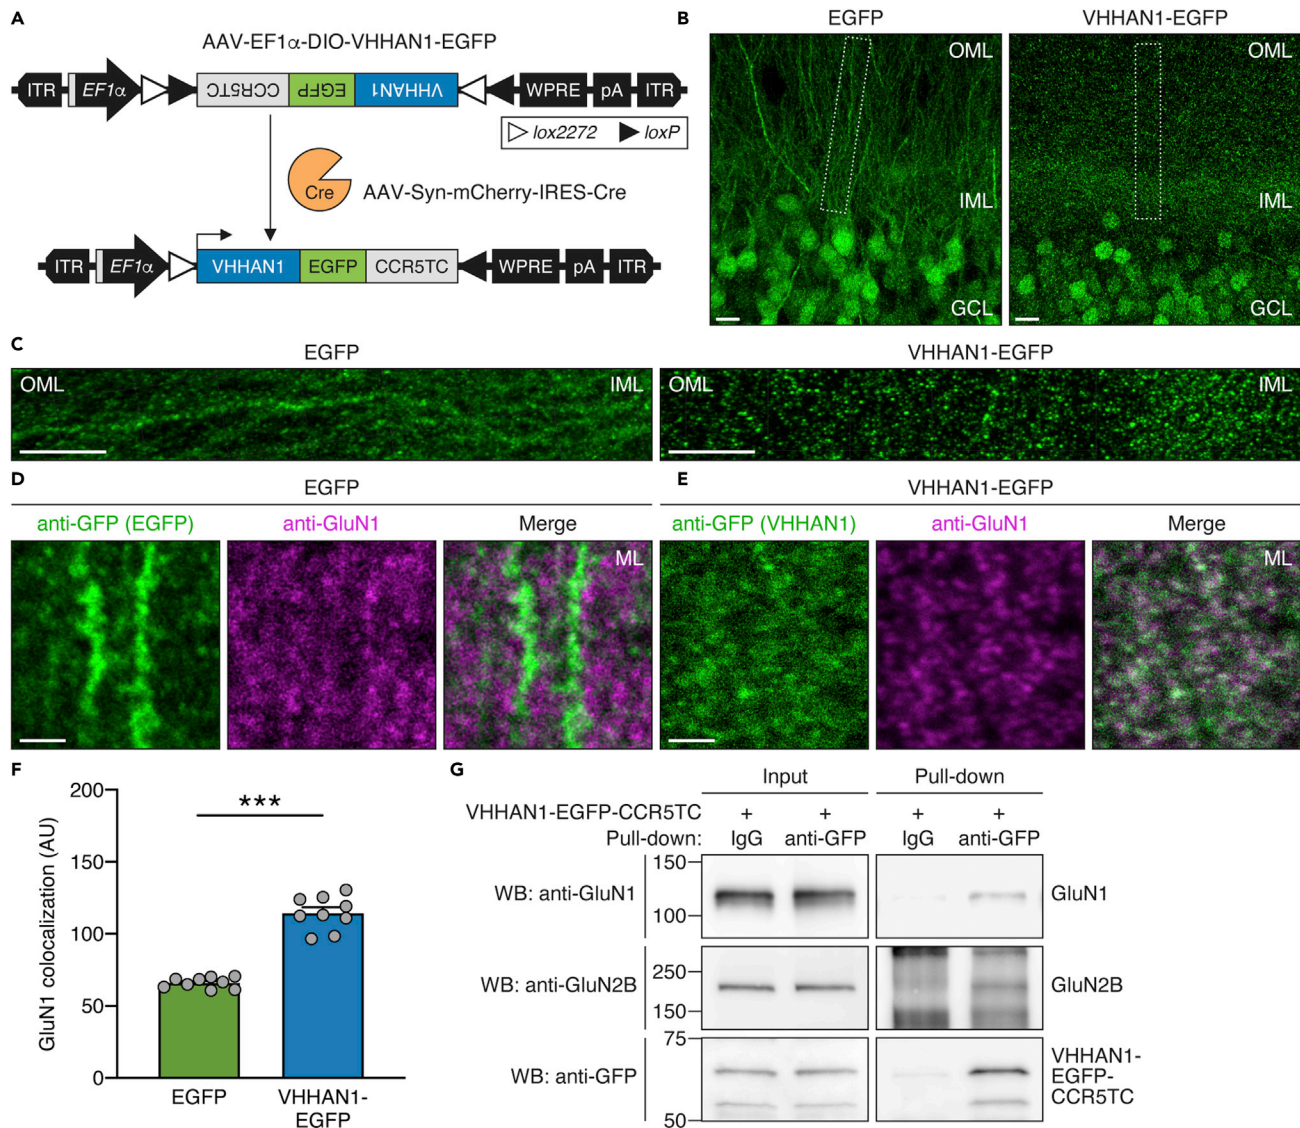 A
AAV-EF1α-DIO-VHHAN1-EGFP
ITR EF1α CCR5TC EGFP VHHAN1 WPRE pA ITR
lox2272 loxP
Cre AAV-Syn-mCherry-IRES-Cre
ITR EF1α VHHAN1 EGFP CCR5TC WPRE pA ITR
B
EGFP VHHAN1-EGFP
OML OML
IML IML
GCL GCL
C
EGFP VHHAN1-EGFP
OML IML OML IML
D
EGFP
anti-GFP (EGFP) anti-GluN1 Merge
ML
E
VHHAN1-EGFP
anti-GFP (VHHAN1) anti-GluN1 Merge
ML
F
GluN1 colocalization (AU)
200
150
100
50
0
***
EGFP VHHAN1-
EGFP
G
Input Pull-down
VHHAN1-EGFP-CCR5TC + + + +
Pull-down: IgG anti-GFP IgG anti-GFP
150
WB: anti-GluN1 GluN1
100
250
WB: anti-GluN2B GluN2B
150
75
WB: anti-GFP VHHAN1-
EGFP-
CCR5TC
50